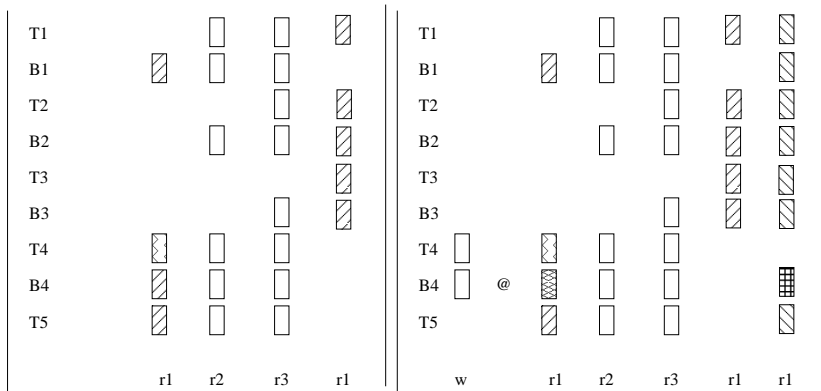 T1 T1
B1 B1
T2 T2
B2 B2
T3 T3
B3 B3
T4 T4
B4 B4 @
T5 T5
r1 r2 r3 r1 w r1 r2 r3 r1 r1